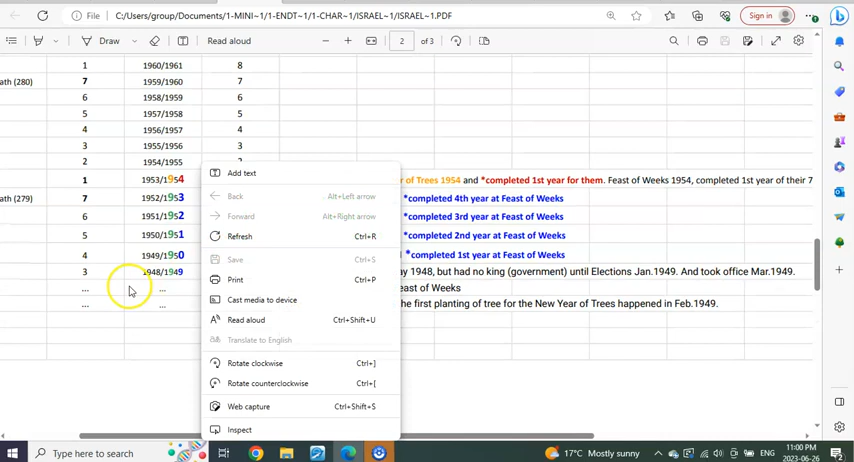 File C:/Users/group/Documents/1-MINI~1/1-ENDT~1/1-CHAR~1/ISRAEL~1/ISRAEL~1.PDF Sign in
Draw Read aloud 2 of 3
1 1960/1961 8
ath (280) 7 1959/1960 7
6 1958/1959 6
5 1957/1958 5
4 1956/1957 4
3 1955/1956 3
2 1954/1955
1 1953/1954 r of Trees 1954 and *completed 1st year for them. Feast of Weeks 1954, completed 1st year of their 7
ath (279) 7 1952/1953 *completed 4th year at Feast of Weeks
6 1951/1952 *completed 3rd year at Feast of Weeks
5 1950/1951 *completed 2nd year at Feast of Weeks
4 1949/1950 *completed 1st year at Feast of Weeks
3 1948/1949 y 1948, but had no king (government) until Elections Jan.1949. And took office Mar.1949.
... ... east of Weeks
... ... the first planting of tree for the New Year of Trees happened in Feb.1949.
Add text
Back Alt+Left arrow
Forward Alt+Right arrow
Refresh Ctrl+R
Save Ctrl+S
Print Ctrl+P
Cast media to device
Read aloud Ctrl+Shift+U
Translate to English
Rotate clockwise Ctrl+]
Rotate counterclockwise Ctrl+[
Web capture Ctrl+Shift+S
Inspect
Type here to search 17°C Mostly sunny ENG 11:00 PM
2023-06-26